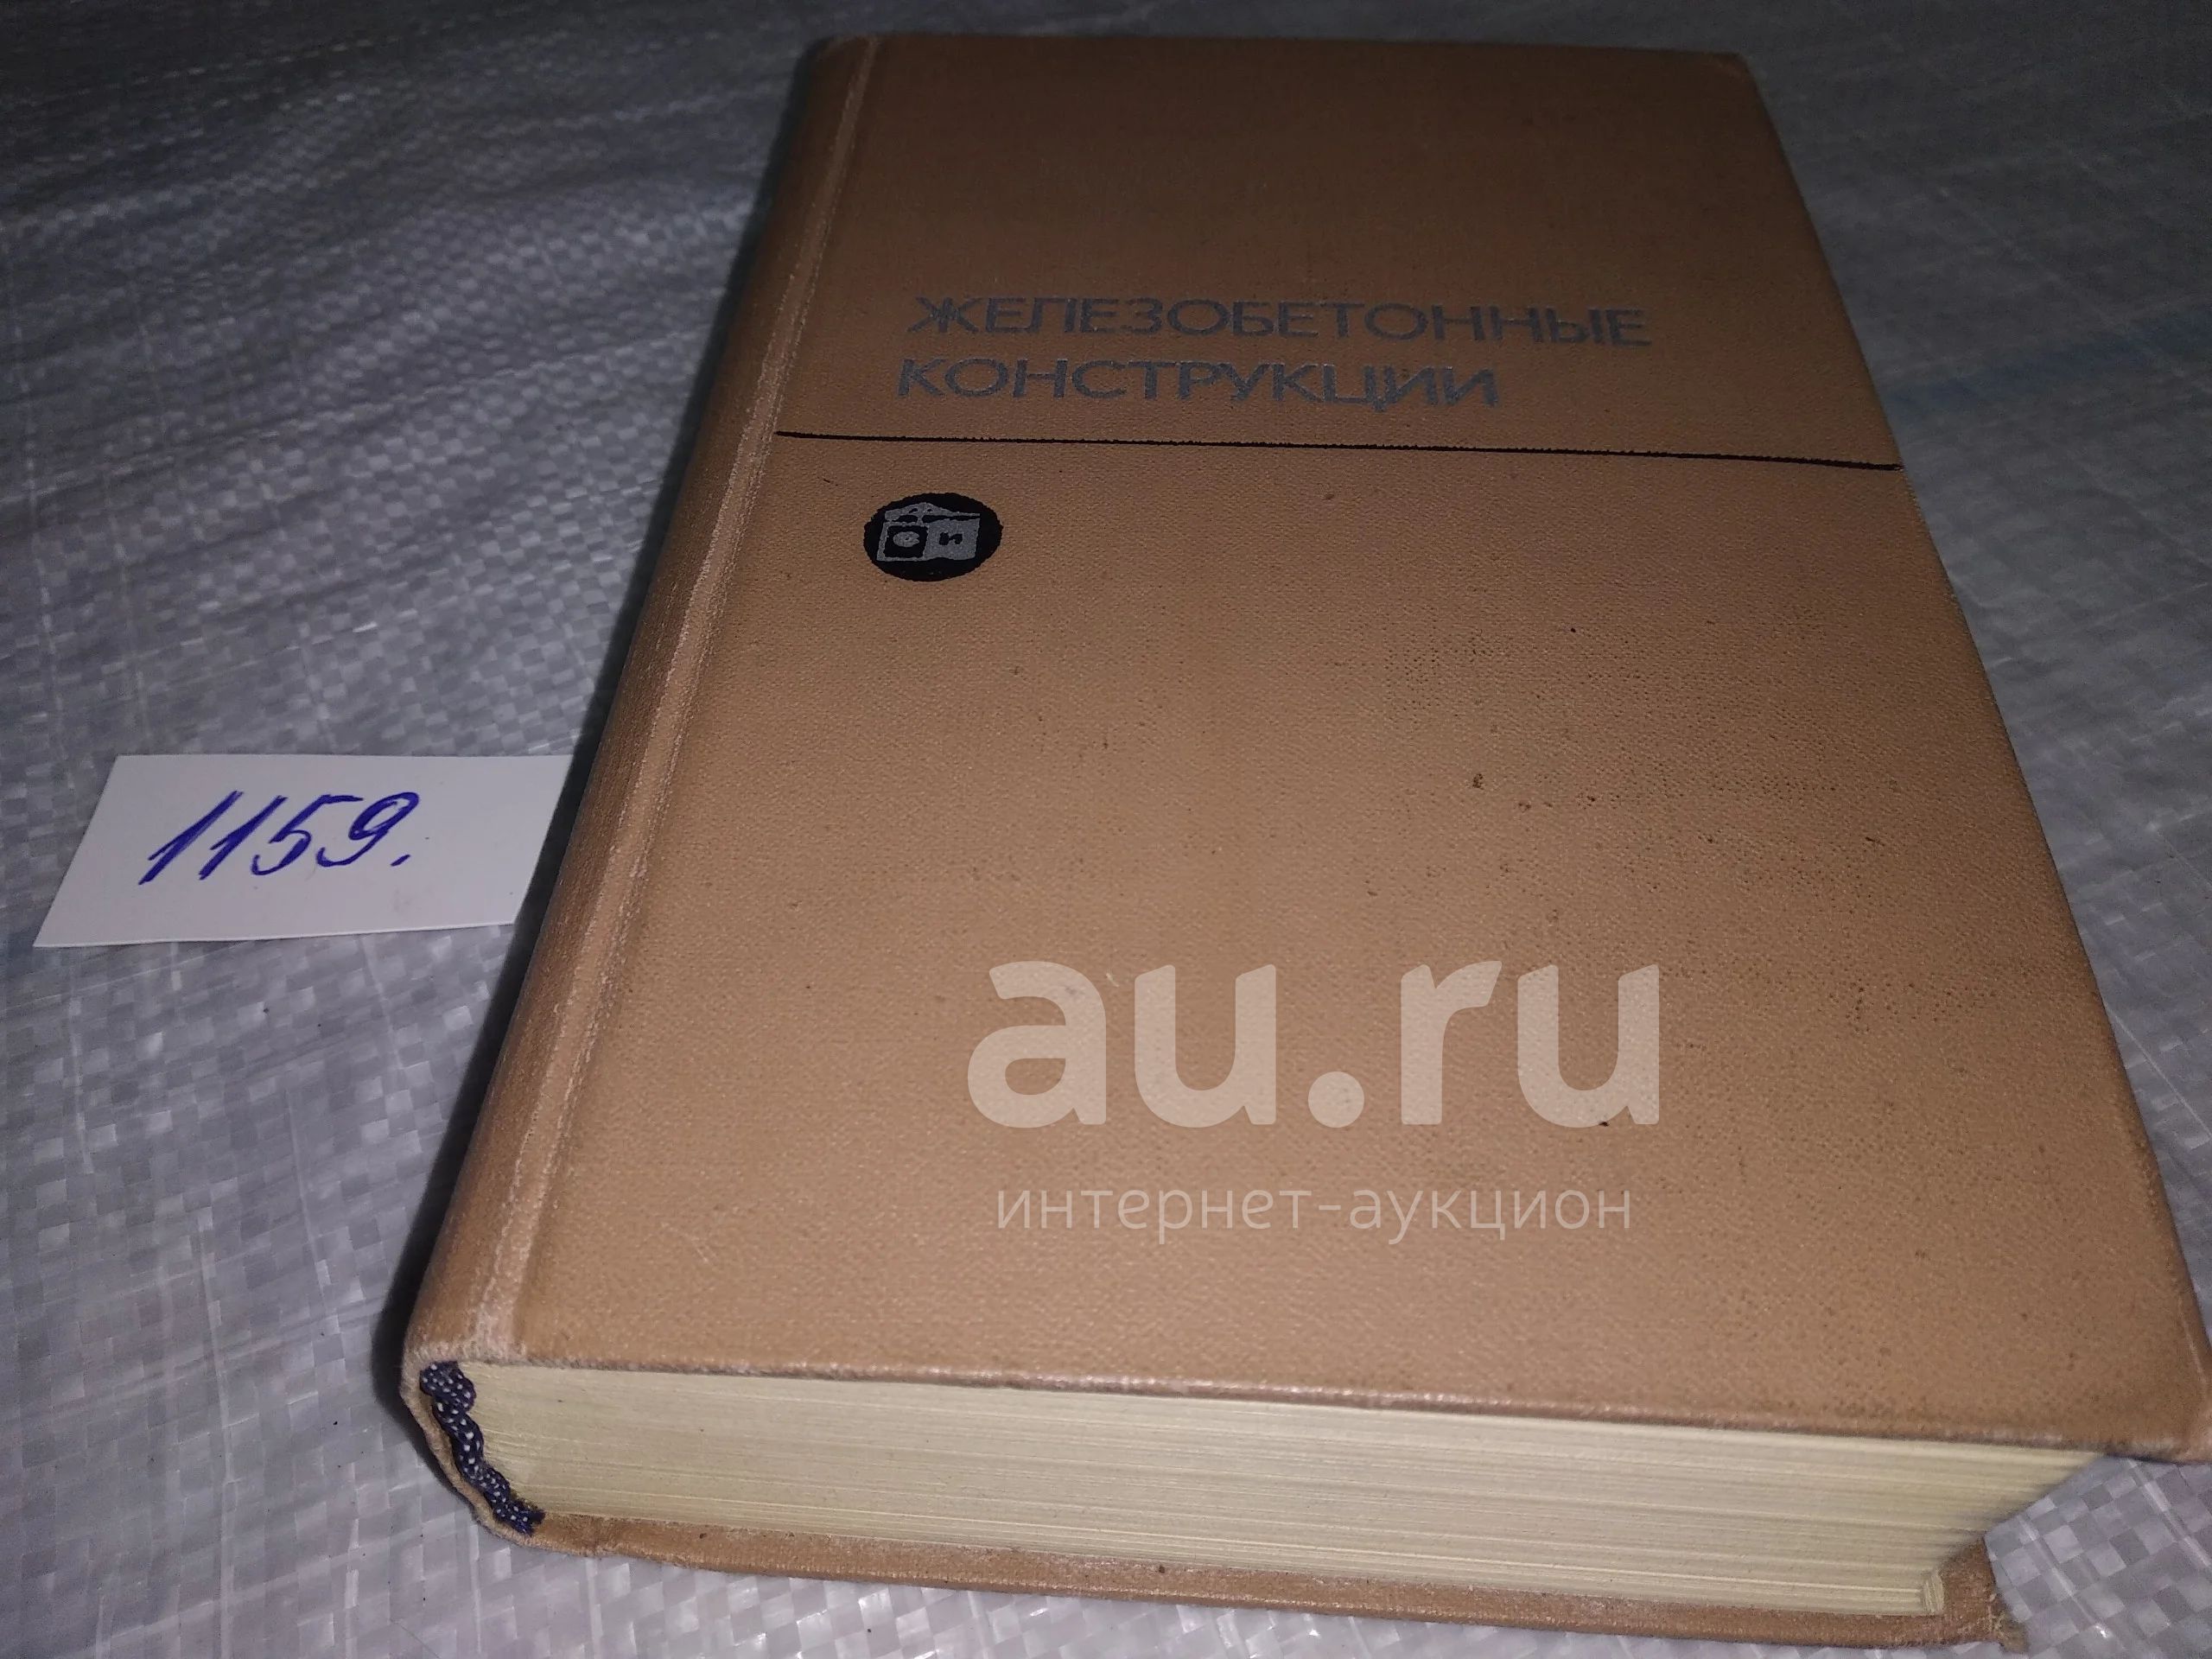 ЖЕЛЕЗОБЕТОННЫЕ
КОНСТРУКЦИИ
С И
1159.
au.ru
интернет-аукцион